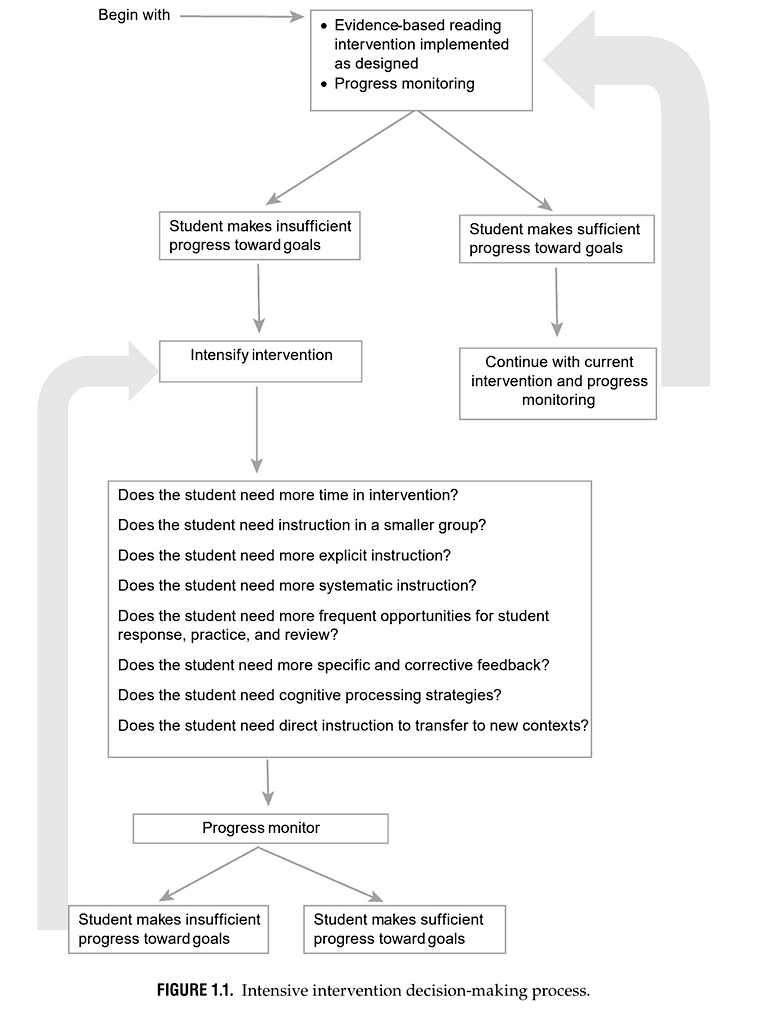 Begin with
• Evidence-based reading
intervention implemented
as designed
• Progress monitoring
Student makes insufficient
progress toward goals
Student makes sufficient
progress toward goals
Intensify intervention
Continue with current
intervention and progress
monitoring
Does the student need more time in intervention?
Does the student need instruction in a smaller group?
Does the student need more explicit instruction?
Does the student need more systematic instruction?
Does the student need more frequent opportunities for student
response, practice, and review?
Does the student need more specific and corrective feedback?
Does the student need cognitive processing strategies?
Does the student need direct instruction to transfer to new contexts?
Progress monitor
Student makes insufficient
progress toward goals
Student makes sufficient
progress toward goals
FIGURE 1.1. Intensive intervention decision-making process.